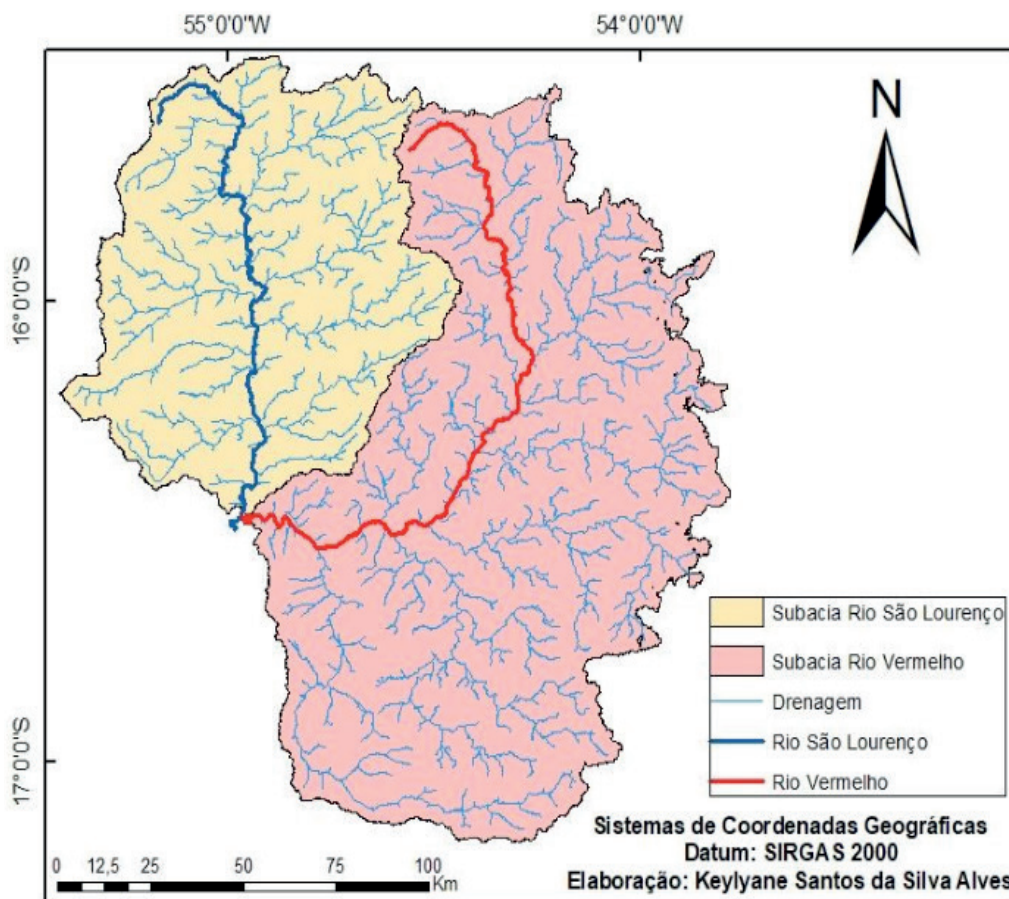 55°0'0"W
54°0'0"W
N
16°0'0"S
17°0'0"S
Subacia Rio São Lourenço
Subacia Rio Vermelho
Drenagem
Rio São Lourenço
Rio Vermelho
Sistemas de Coordenadas Geográficas
Datum: SIRGAS 2000
Elaboração: Keylyane Santos da Silva Alves
0 12,5 25 50 75 100
Km